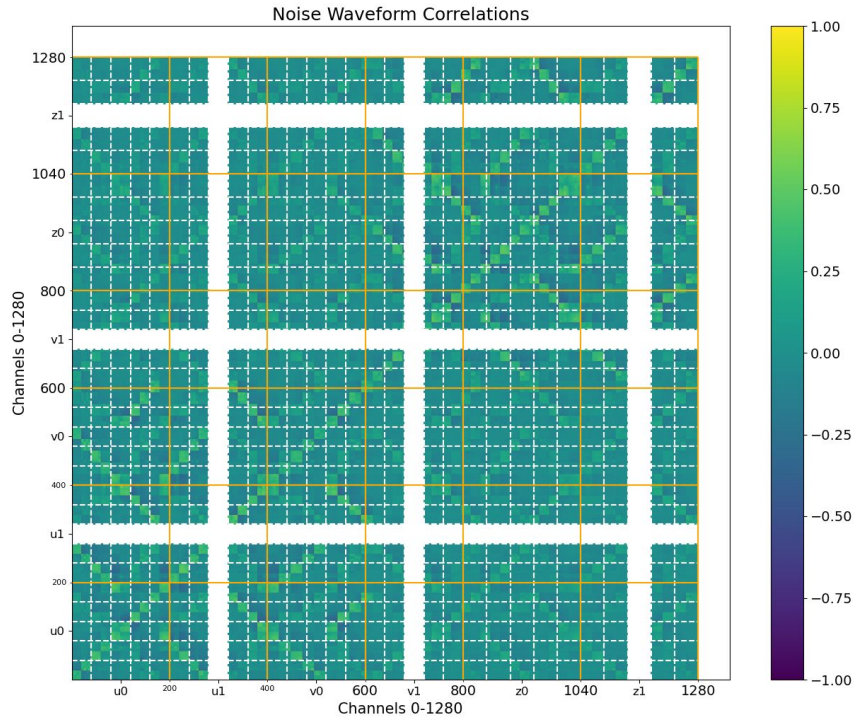 Noise Waveform Correlations
1.00
0.75
0.50
0.25
0.00
−0.25
−0.50
−0.75
−1.00
Channels 0-1280
1280
z1
1040
z0
800
v1
600
v0
400
u1
200
u0
u0 200 u1 400 v0 600 v1 800 z0 1040 z1 1280
Channels 0-1280